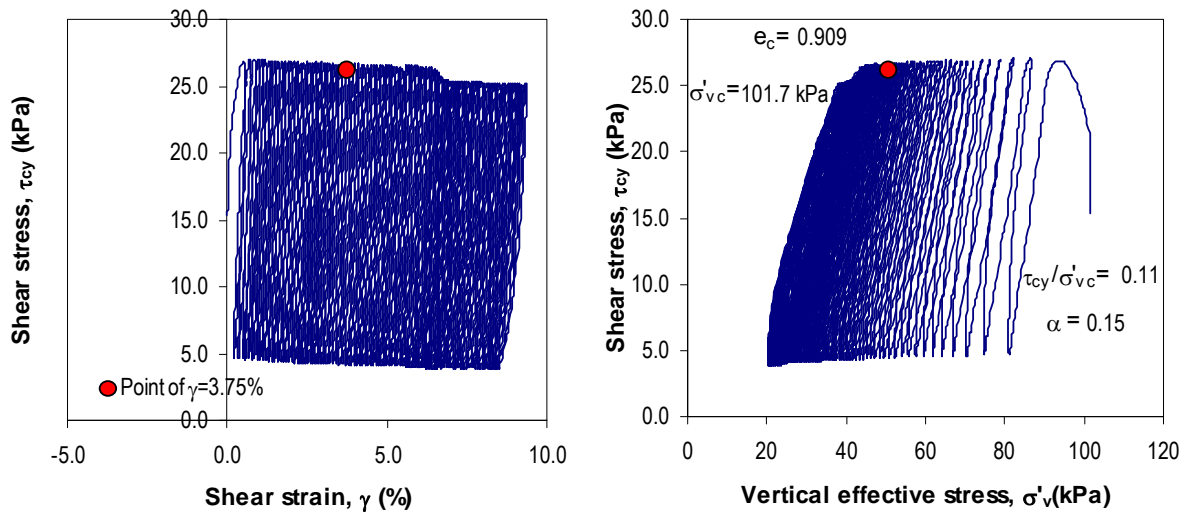 30.0
25.0
20.0
15.0
10.0
5.0
0.0
-5.0
0.0
5.0
10.0
Shear stress, τcy (kPa)
Shear strain, γ (%)
Point of γ=3.75%
30.0
25.0
20.0
15.0
10.0
5.0
0.0
0
20
40
60
80
100
120
Shear stress, τcy (kPa)
Vertical effective stress, σ'v(kPa)
ec= 0.909
σ'vc=101.7 kPa
τcy/σ'vc= 0.11
α = 0.15